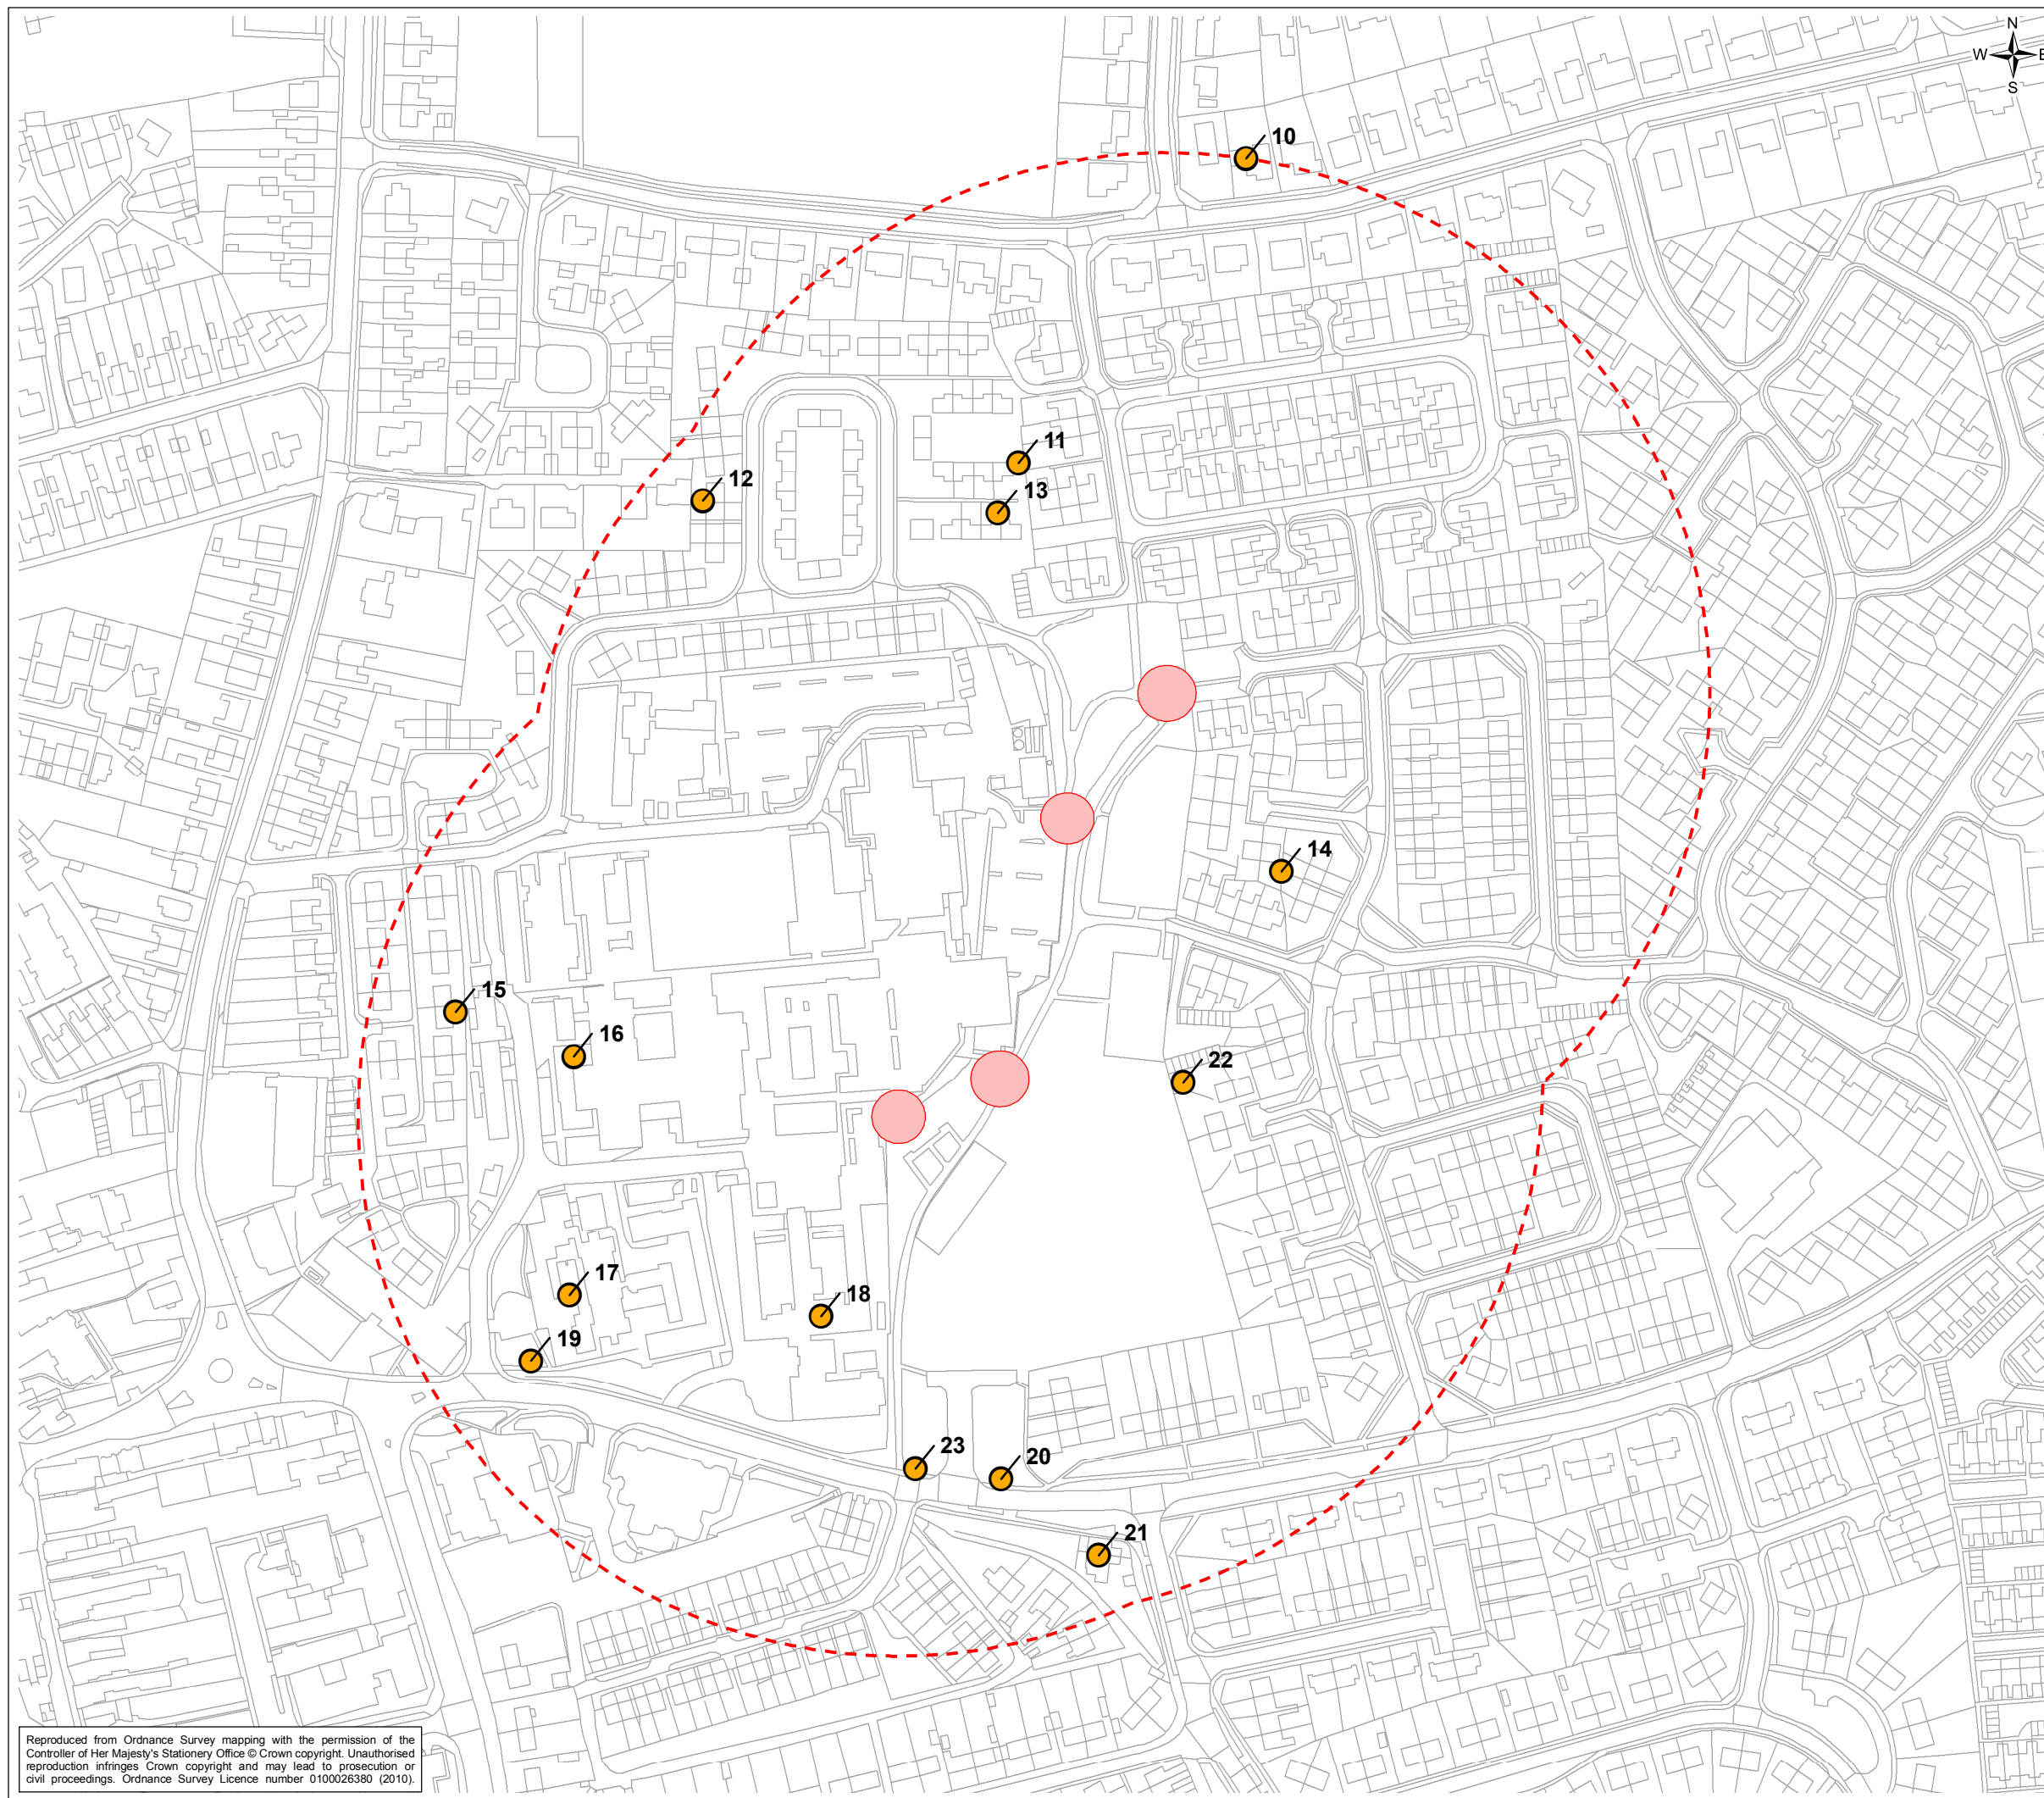 N
W E
S
10
11
12
13
14
15
16
22
17
18
19
23
20
21
Reproduced from Ordnance Survey mapping with the permission of the
Controller of Her Majesty's Stationery Office © Crown copyright. Unauthorised
reproduction infringes Crown copyright and may lead to prosecution or
civil proceedings. Ordnance Survey Licence number 0100026380 (2010).